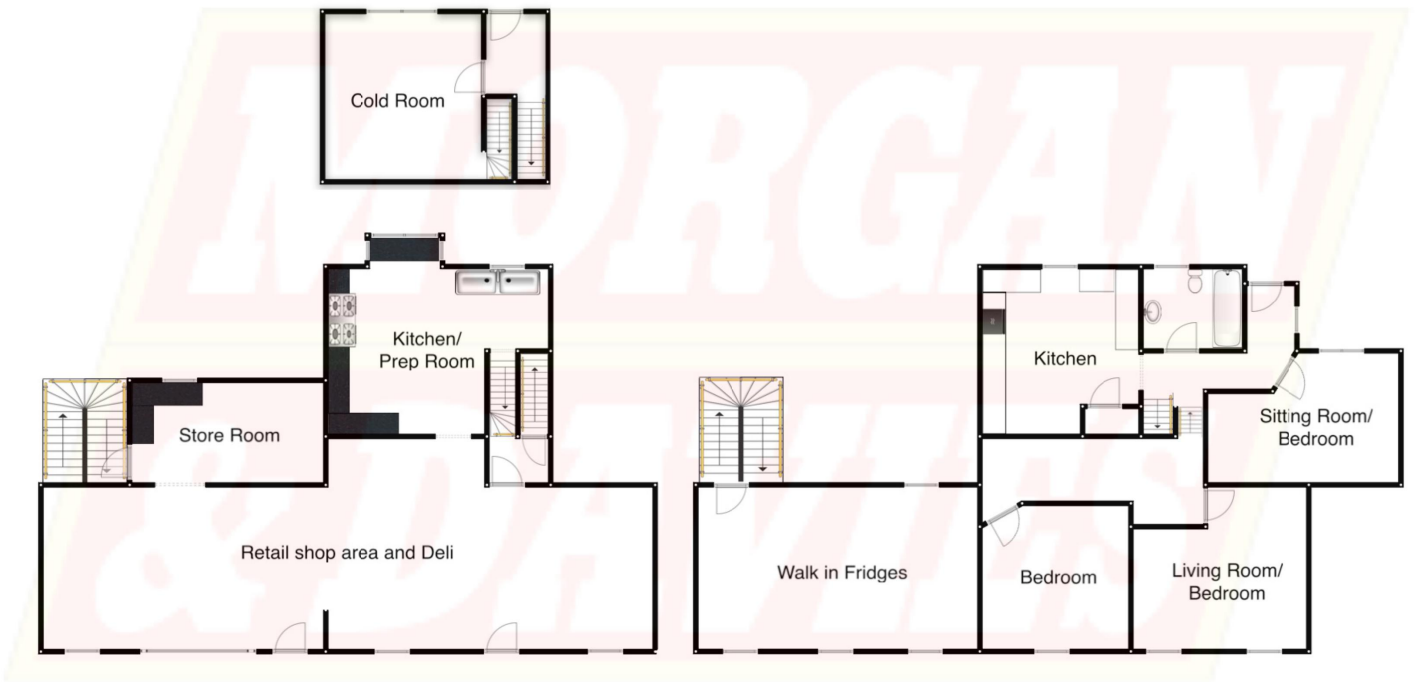 MORGAN
& DAVIES
Cold Room
Kitchen/
Prep Room
Store Room
Retail shop area and Deli
Kitchen
Sitting Room/
Bedroom
Walk in Fridges
Bedroom
Living Room/
Bedroom